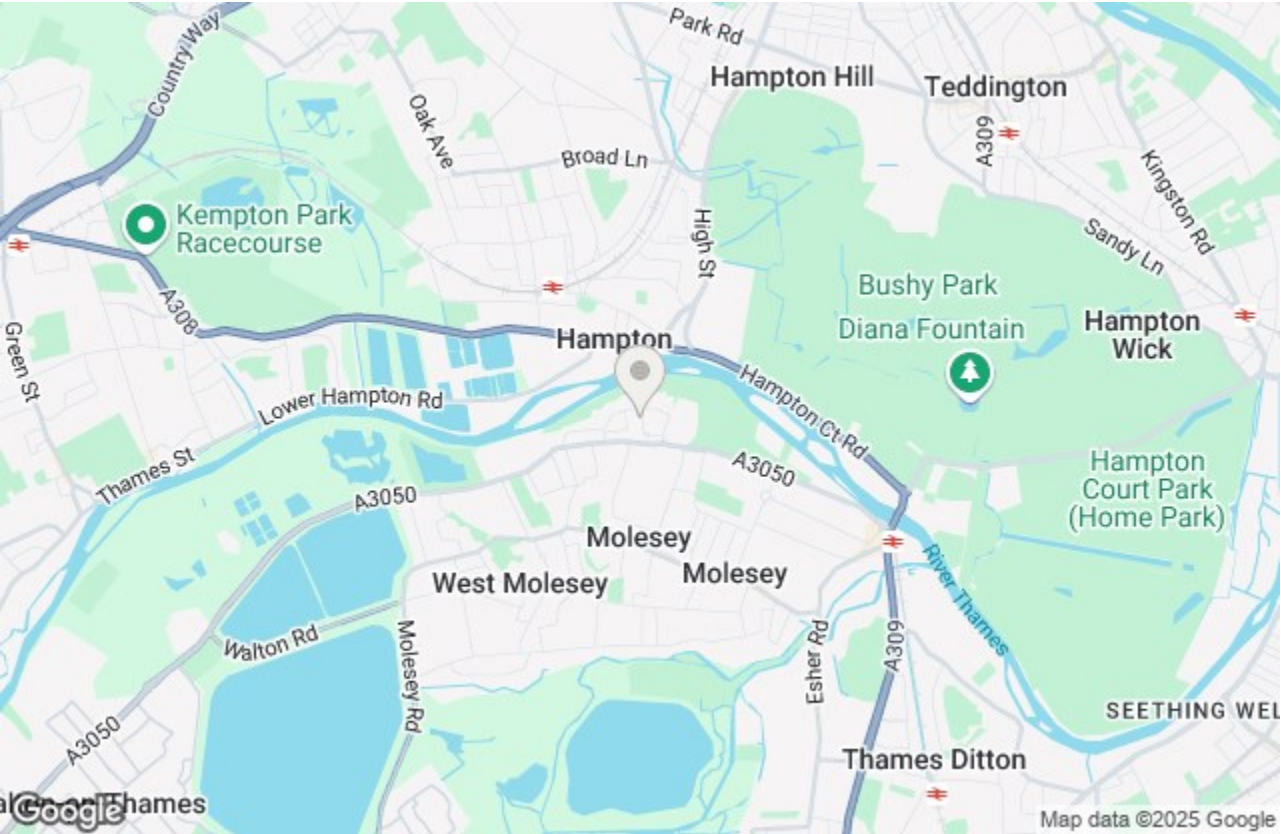 Park Rd
Country Way
Hampton Hill
Teddington
Oak Ave
A309
Broad Ln
Kingston Rd
Kempton Park
Racecourse
High St
Sandy Ln
Bushy Park
A308
Diana Fountain
Hampton
Wick
Hampton
Green St
Lower Hampton Rd
Hampton Ct Rd
Thames St
A3050
A3050
Hampton
Court Park
(Home Park)
Molesey
West Molesey
Molesey
River Thames
Walton Rd
Molesey Rd
Esher Rd
A309
SEETHING WEL
A3050
Thames Ditton
Thames
Google
Map data ©2025 Google